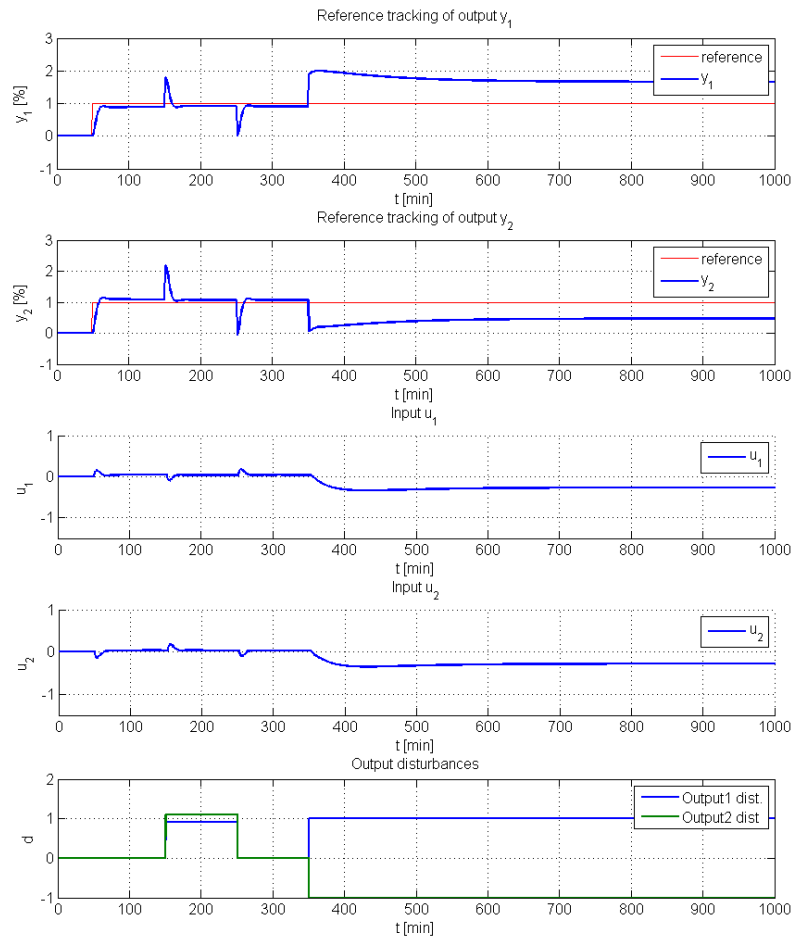 Reference tracking of output y1
3
2
1
0
-1
y1 [%]
reference
y1
100 200 300 400 500 600 700 800 900 1000
t [min]
Reference tracking of output y2
3
2
1
0
-1
y2 [%]
reference
y2
100 200 300 400 500 600 700 800 900 1000
t [min]
Input u1
1
0
-1
u1
u1
0 100 200 300 400 500 600 700 800 900 1000
t [min]
Input u2
1
0
-1
u2
u2
0 100 200 300 400 500 600 700 800 900 1000
t [min]
Output disturbances
2
1
0
-1
d
Output1 dist.
Output2 dist
0 100 200 300 400 500 600 700 800 900 1000
t [min]